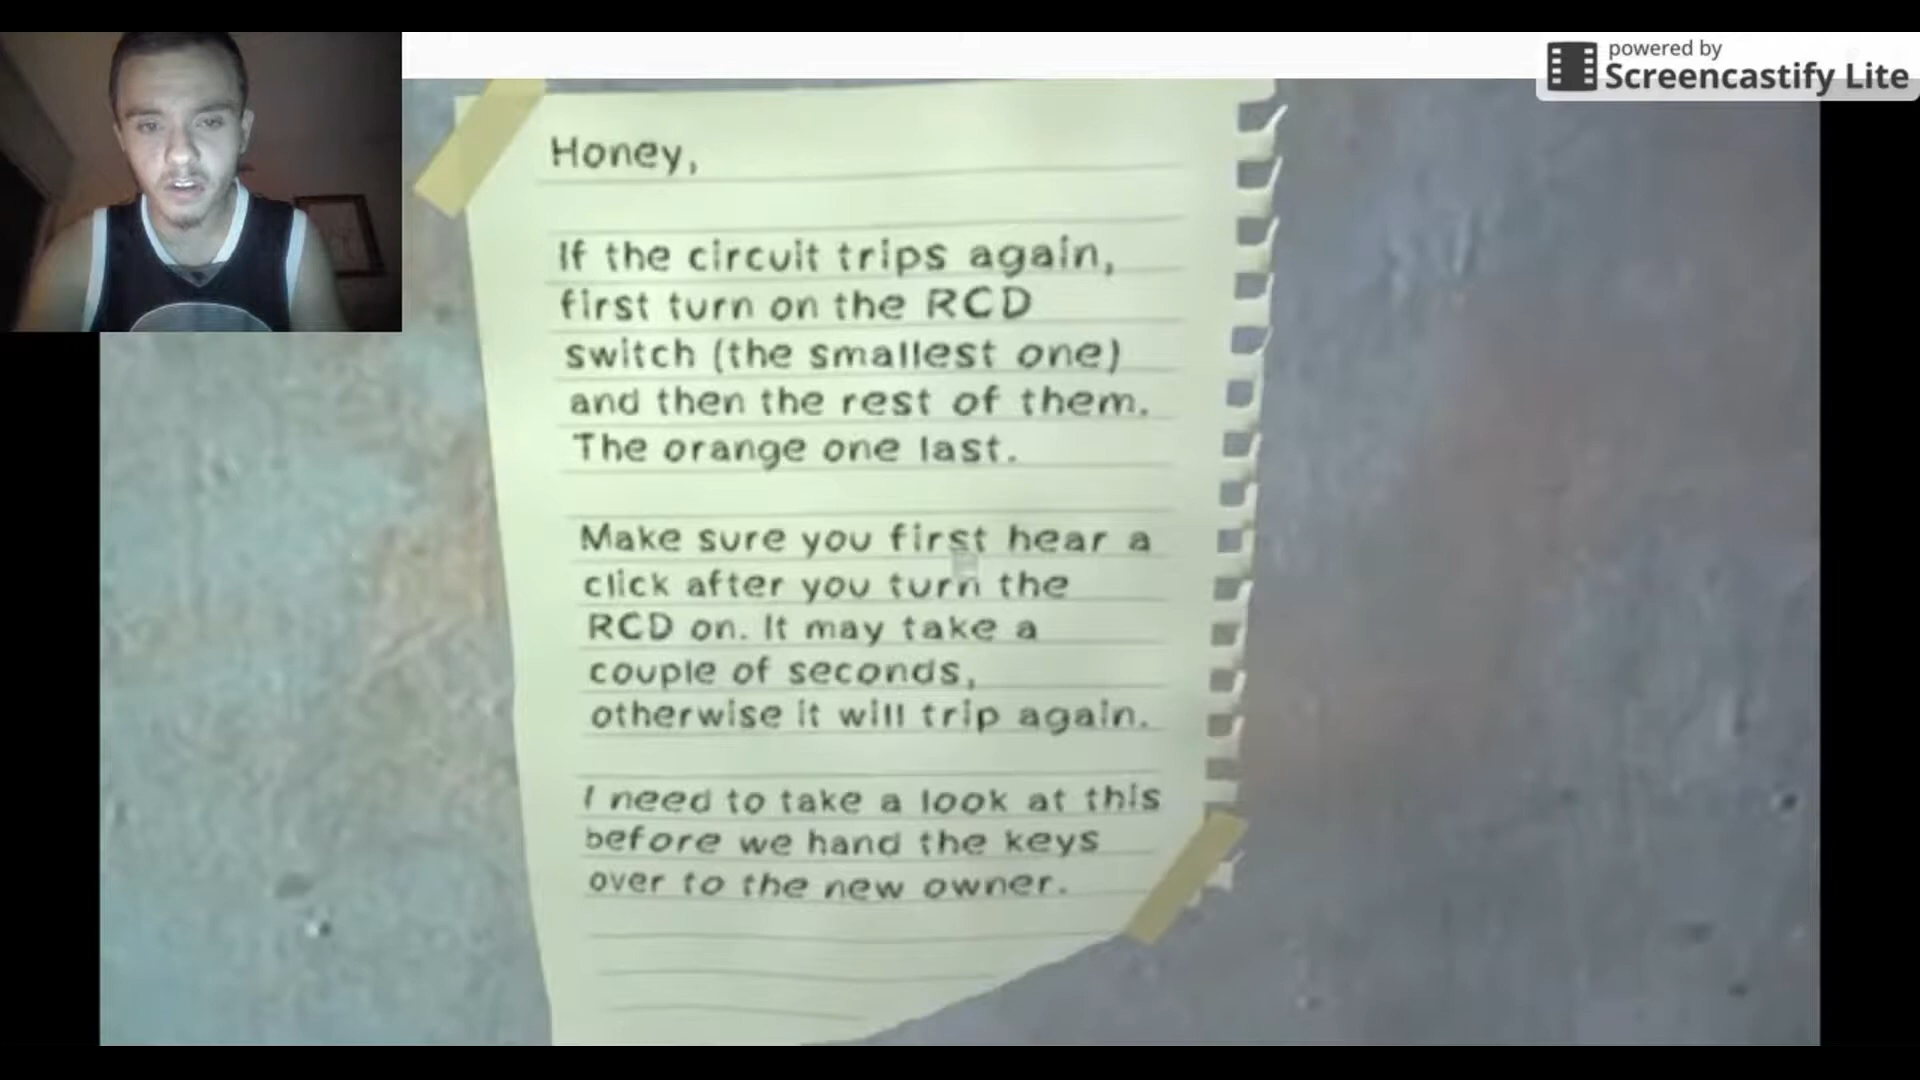 powered by
Screencastify Lite
Honey,
If the circuit trips again,
first turn on the RCD
switch (the smallest one)
and then the rest of them.
The orange one last.
Make sure you first hear a
click after you turn the
RCD on. It may take a
couple of seconds,
otherwise it will trip again.
I need to take a look at this
before we hand the keys
over to the new owner.